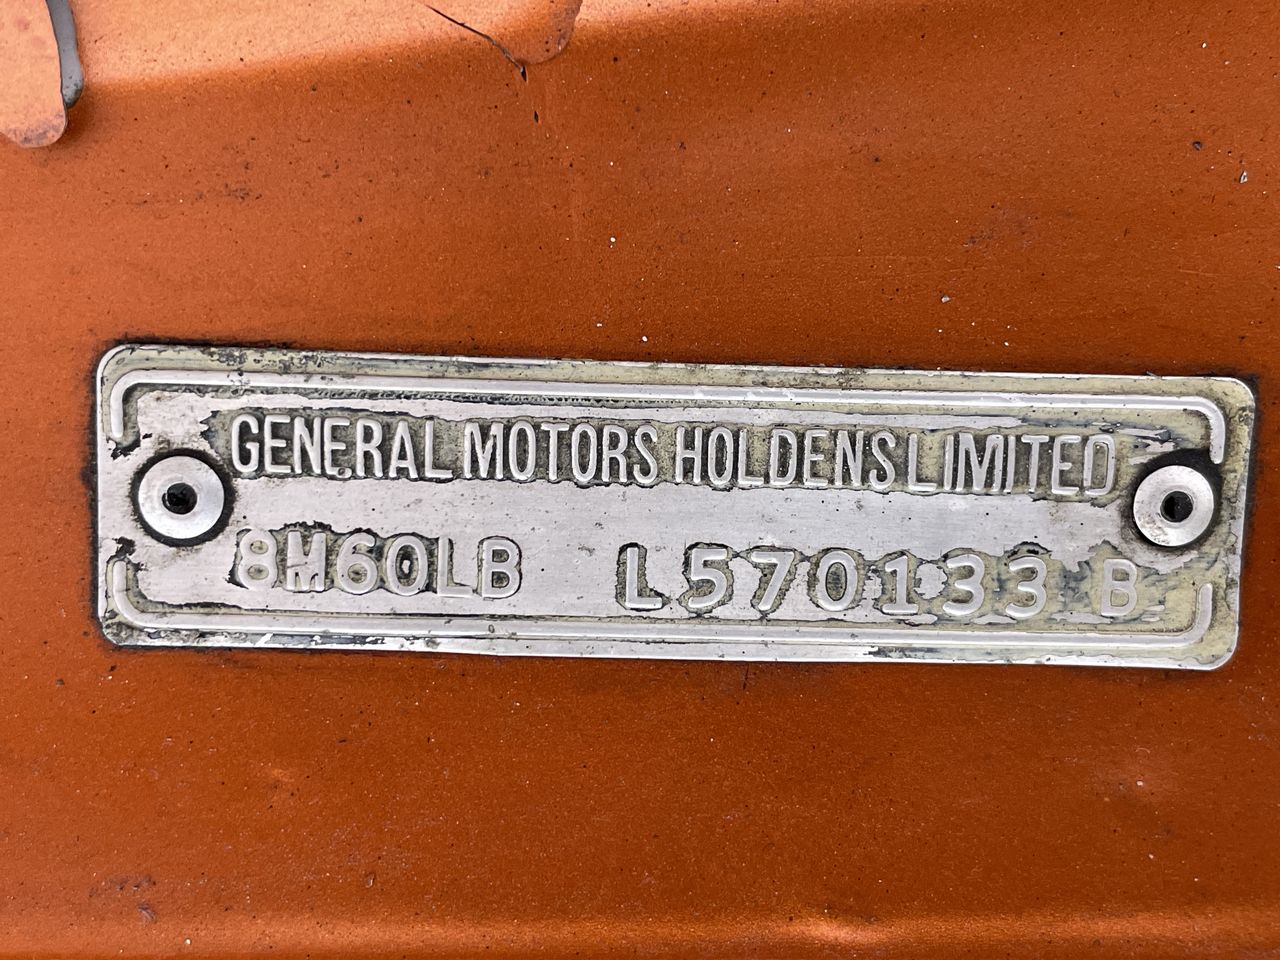 GENERAL MOTORS HOLDENS LIMITED
8M60LB L570133 B